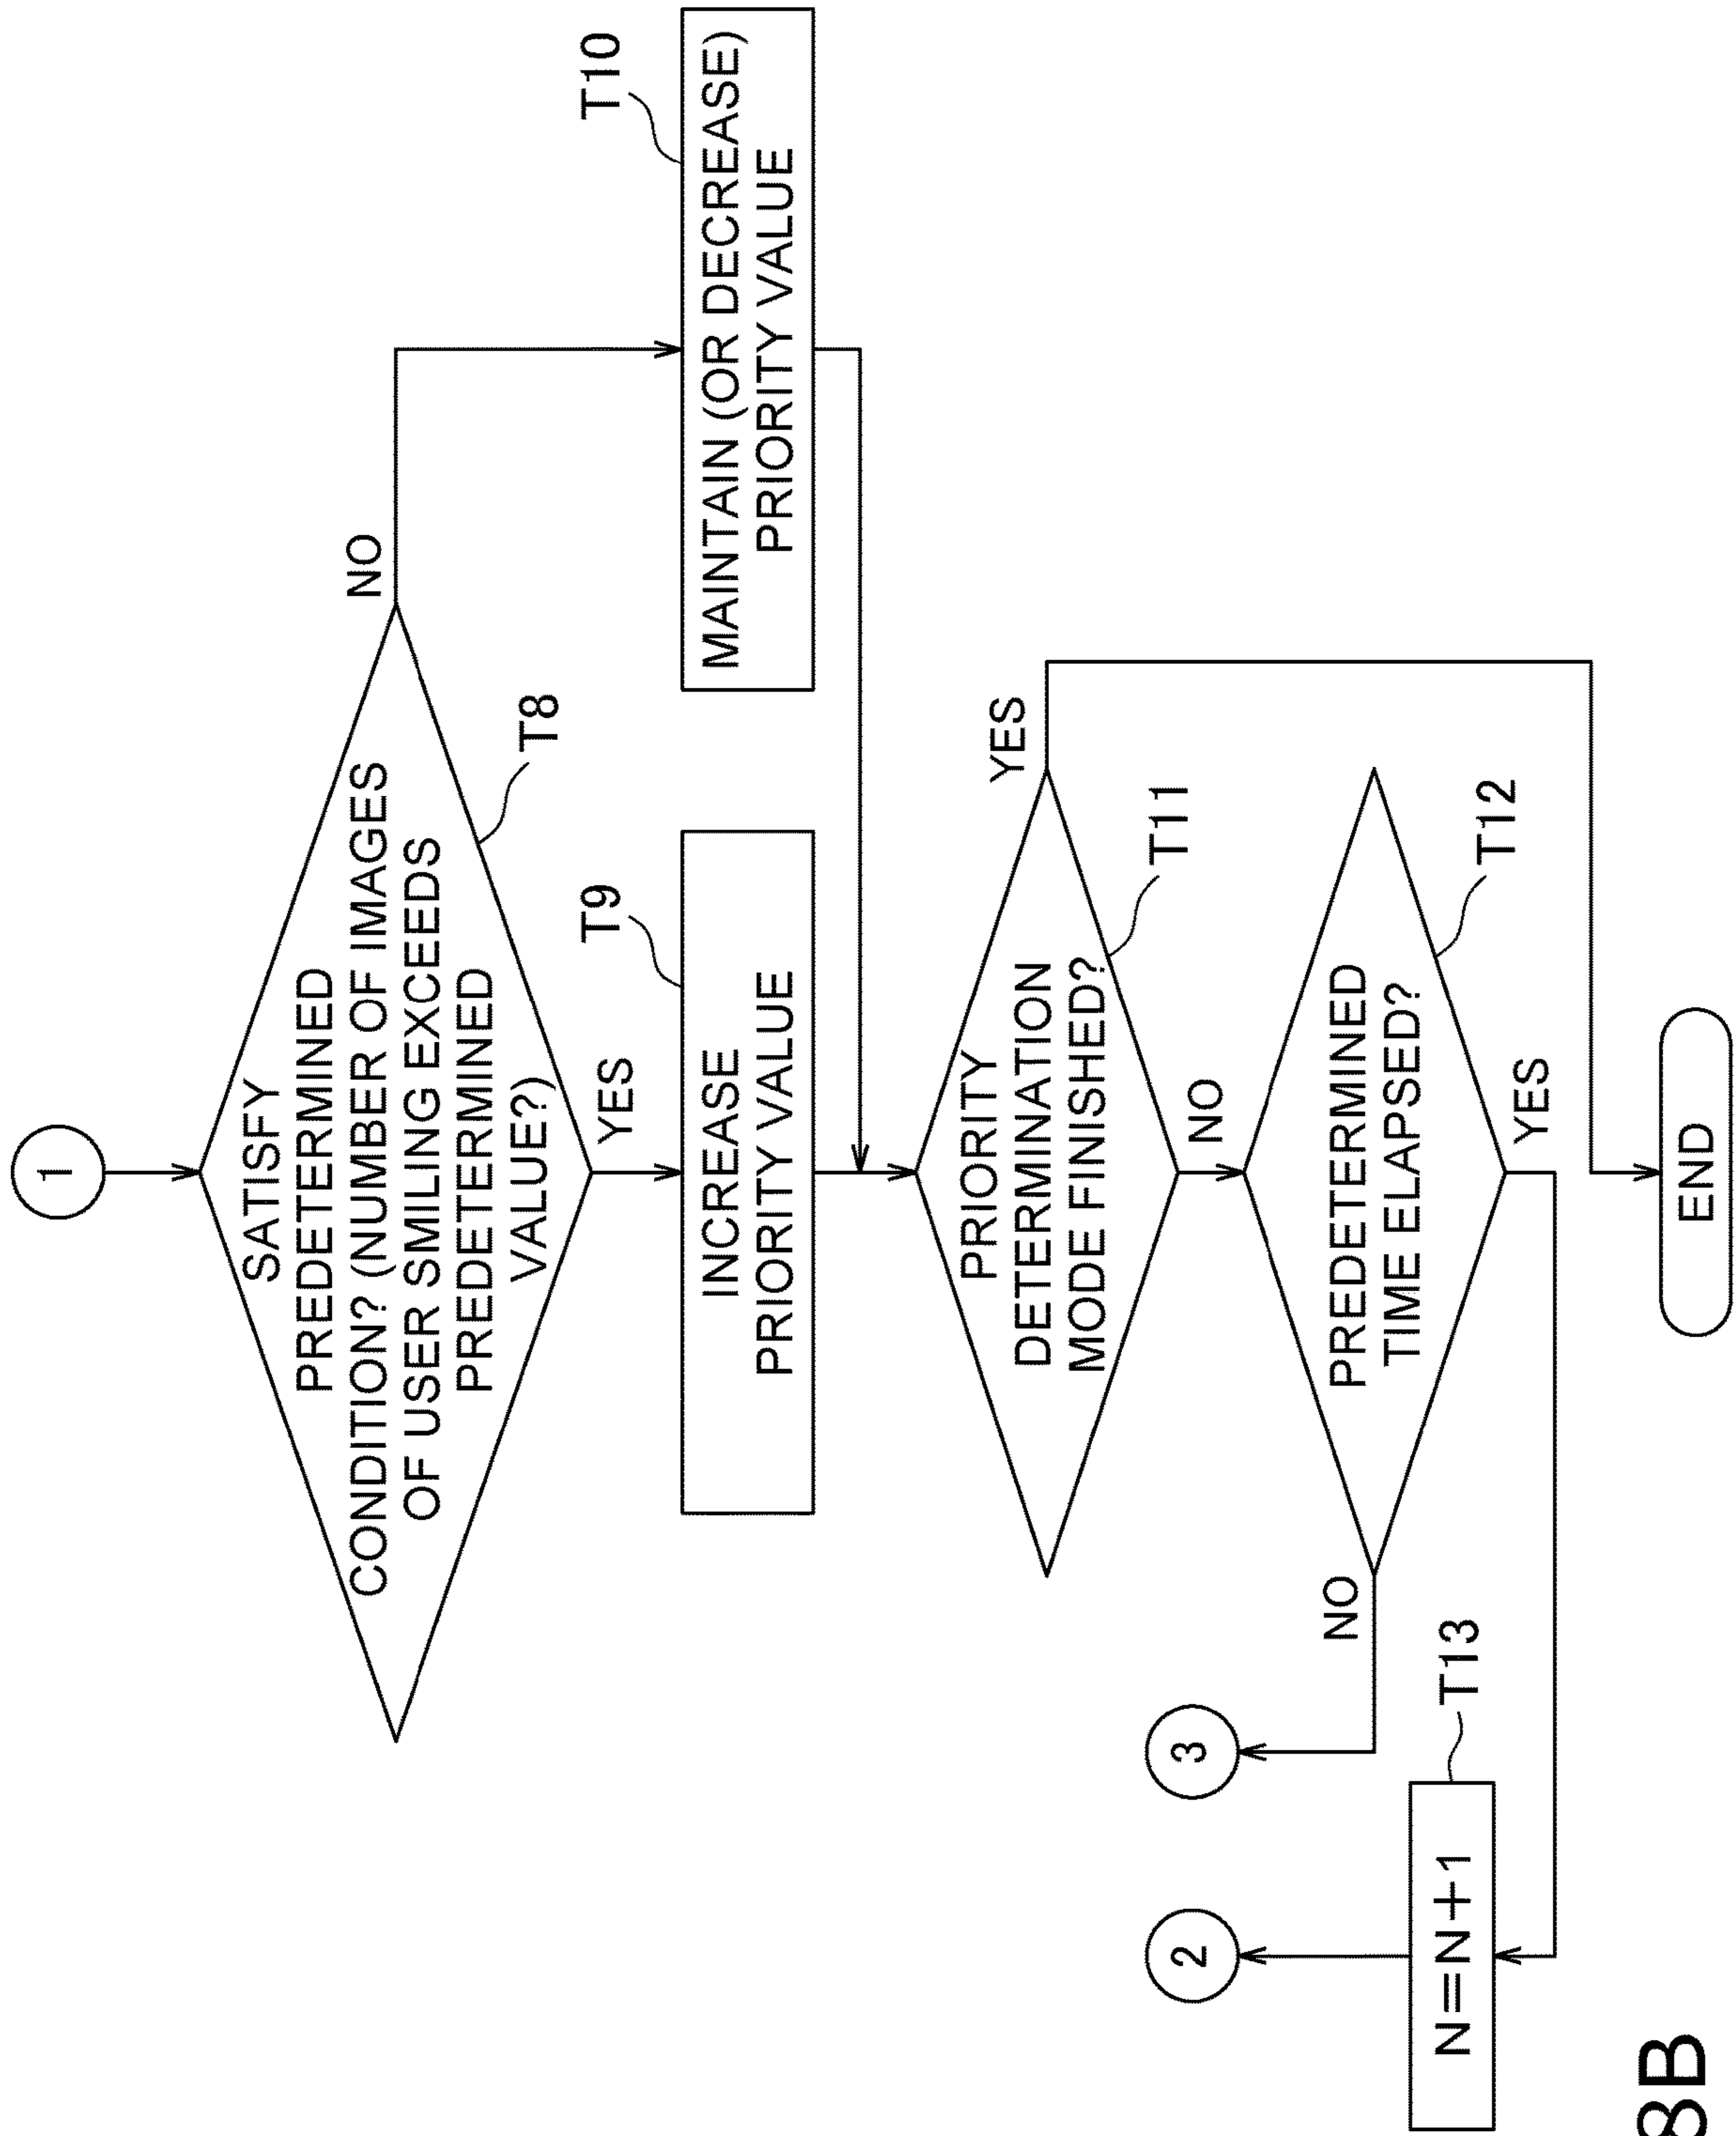 1
SATISFY
PREDETERMINED
CONDITION? (NUMBER OF IMAGES
OF USER SMILING EXCEEDS
PREDETERMINED
VALUE?)
T8
NO
YES
T9
INCREASE
PRIORITY VALUE
T10
MAINTAIN (OR DECREASE)
PRIORITY VALUE
PRIORITY
DETERMINATION
MODE FINISHED?
T11
YES
NO
PREDETERMINED
TIME ELAPSED?
T12
NO
YES
3
2
N=N+1
T13
END
8B